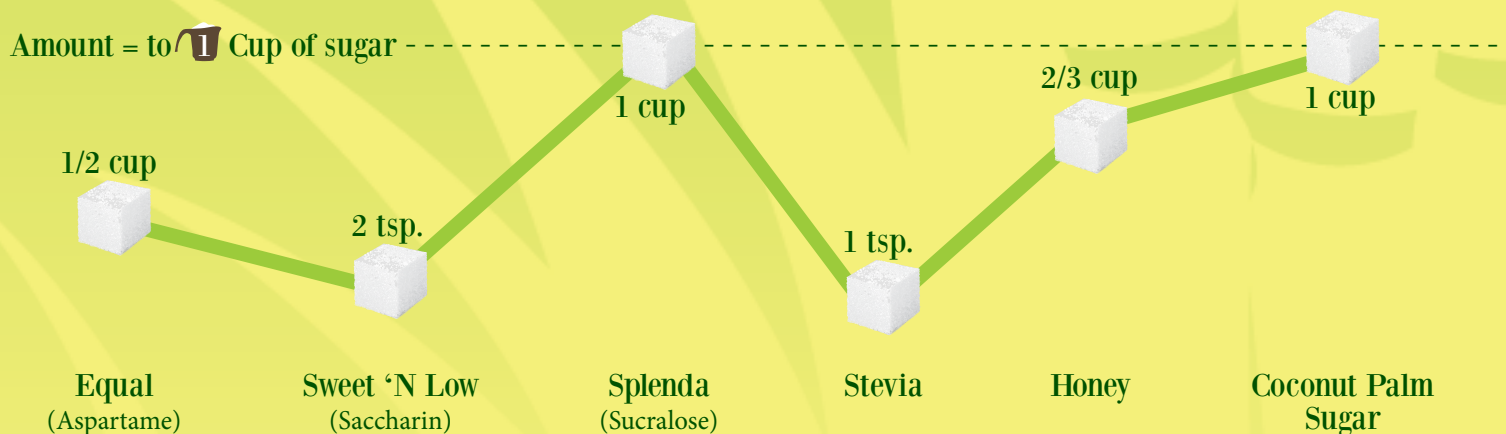 Amount = to 1 Cup of sugar
1/2 cup
2 tsp.
1 cup
1 tsp.
2/3 cup
1 cup
Equal
(Aspartame)
Sweet ‘N Low
(Saccharin)
Splenda
(Sucralose)
Stevia
Honey
Coconut Palm
Sugar